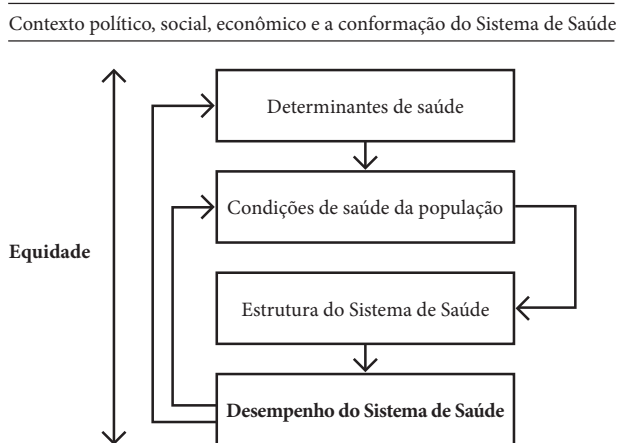 Contexto político, social, econômico e a conformação do Sistema de Saúde
Determinantes de saúde
Condições de saúde da população
Equidade
Estrutura do Sistema de Saúde
Desempenho do Sistema de Saúde